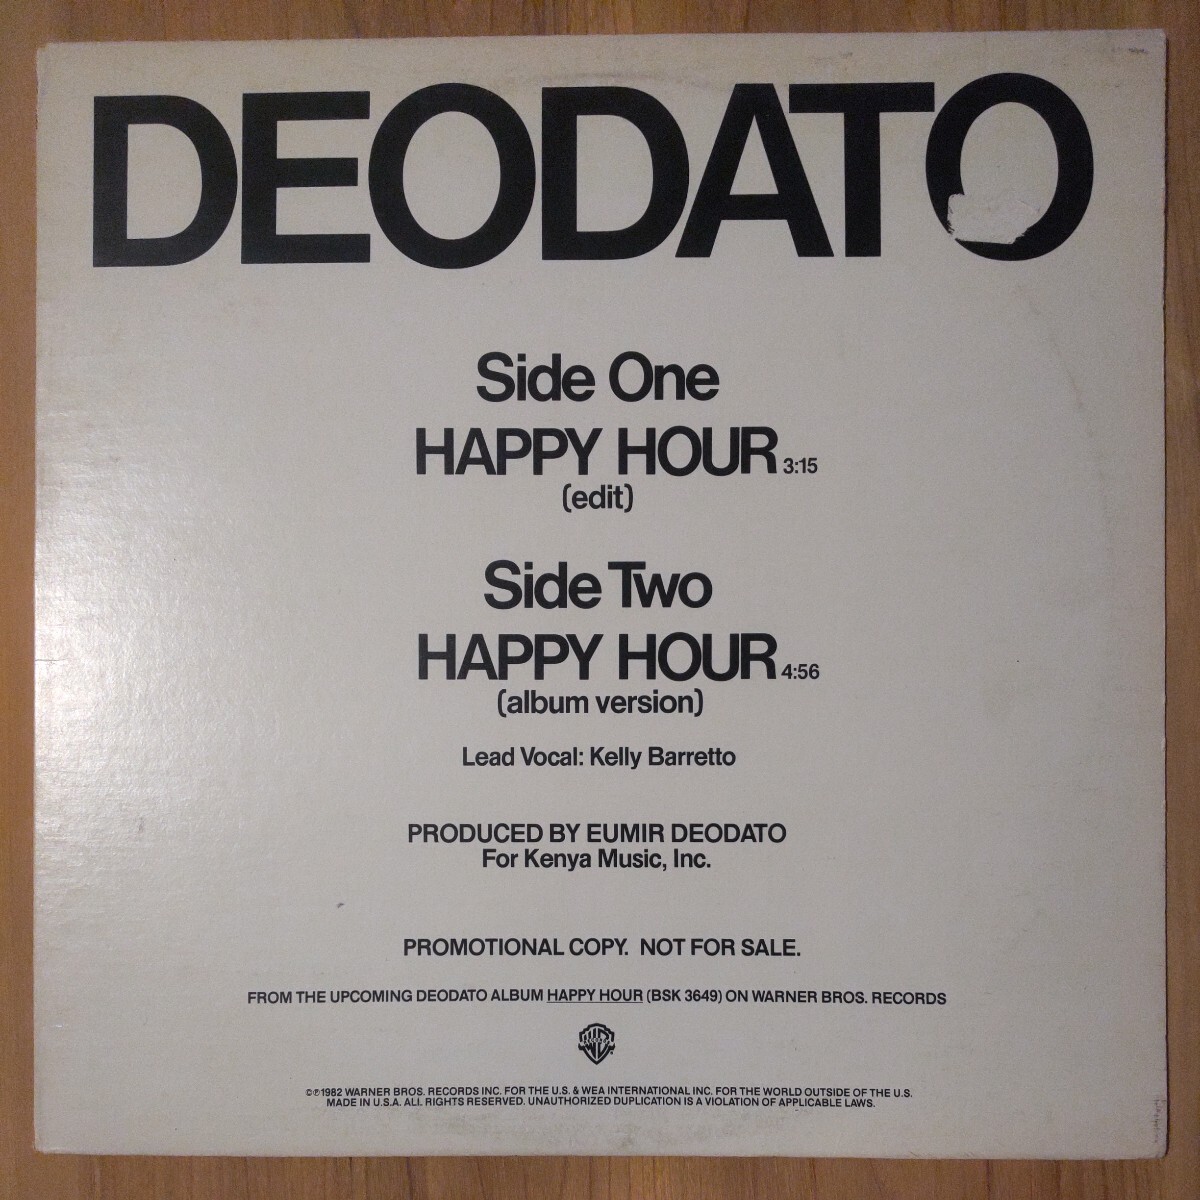 DEODATO
Side One
HAPPY HOUR 3:15
(edit)
Side Two
HAPPY HOUR 4:56
(album version)
Lead Vocal: Kelly Barretto
PRODUCED BY EUMIR DEODATO
For Kenya Music, Inc.
PROMOTIONAL COPY. NOT FOR SALE.
FROM THE UPCOMING DEODATO ALBUM HAPPY HOUR (BSK 3649) ON WARNER BROS. RECORDS
©℗1982 WARNER BROS. RECORDS INC. FOR THE U.S. & WEA INTERNATIONAL INC. FOR THE WORLD OUTSIDE OF THE U.S.
MADE IN U.S.A. ALL RIGHTS RESERVED. UNAUTHORIZED DUPLICATION IS A VIOLATION OF APPLICABLE LAWS.